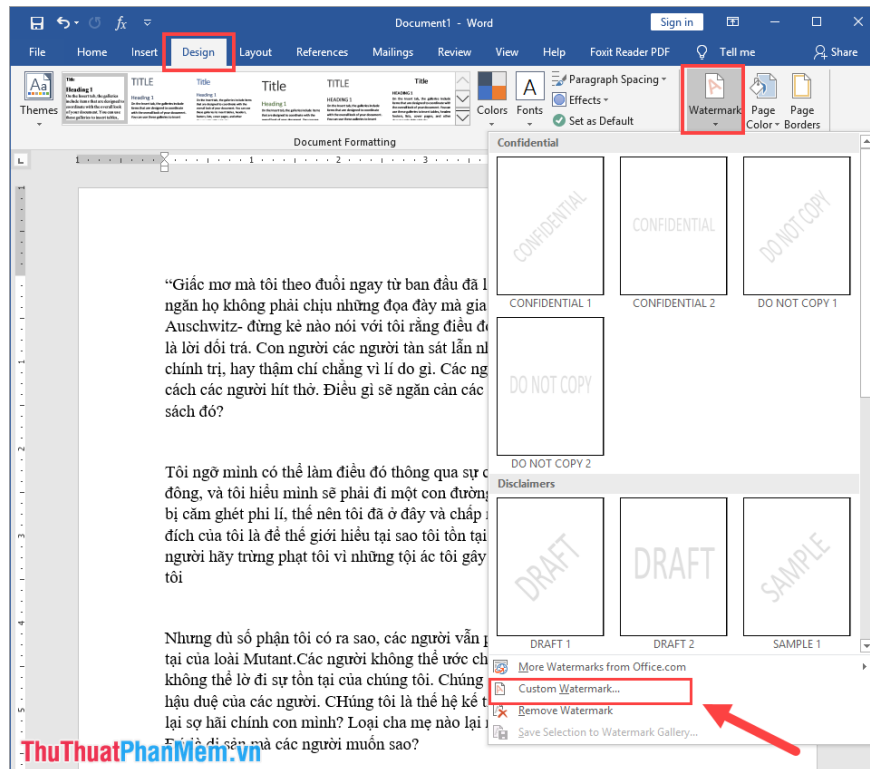 Document1 - Word
Sign in
File Home Insert Design Layout References Mailings Review View Help Foxit Reader PDF Tell me Share
Themes
Title
Heading 1
TITLE
Heading 1
Title
Heading 1
Title
Heading 1
TITLE
HEADING 1
Title
HEADING 1
Colors
Fonts
Paragraph Spacing
Effects
Set as Default
Watermark
Page Color
Page Borders
Document Formatting
Confidential
CONFIDENTIAL
CONFIDENTIAL
DO NOT COPY
CONFIDENTIAL 1
CONFIDENTIAL 2
DO NOT COPY 1
DO NOT COPY
DO NOT COPY 2
Disclaimers
DRAFT
DRAFT
SAMPLE
DRAFT 1
DRAFT 2
SAMPLE 1
More Watermarks from Office.com
Custom Watermark...
Remove Watermark
Save Selection to Watermark Gallery...
“Giấc mơ mà tôi theo đuổi ngay từ ban đầu đã
ngăn họ không phải chịu những đọa đày mà gia
Auschwitz- đừng kẻ nào nói với tôi rằng điều
là lời dối trá. Con người các người tàn sát lẫn
chính trị, hay thậm chí chẳng vì lí do gì. Các
cách các người hít thở. Điều gì sẽ ngăn cản các
sách đó?
Tôi ngỡ mình có thể làm điều đó thông qua sự
đông, và tôi hiểu mình sẽ phải đi một con đường
bị căm ghét phi lí, thế nên tôi đã ở đây và chấp
đích của tôi là để thế giới hiểu tại sao tôi tồn tại
người hãy trừng phạt tôi vì những tội ác tôi gây
tôi
Nhưng dù số phận tôi có ra sao, các người vẫn
tại của loài Mutant.Các người không thể ước
không thể lờ đi sự tồn tại của chúng tôi. Chúng
hậu duệ của các người. CHúng tôi là thế hệ kế
lại sợ hãi chính con mình? Loại cha mẹ nào lại
di sản mà các người muốn sao?
ThuThuatPhanMem.vn